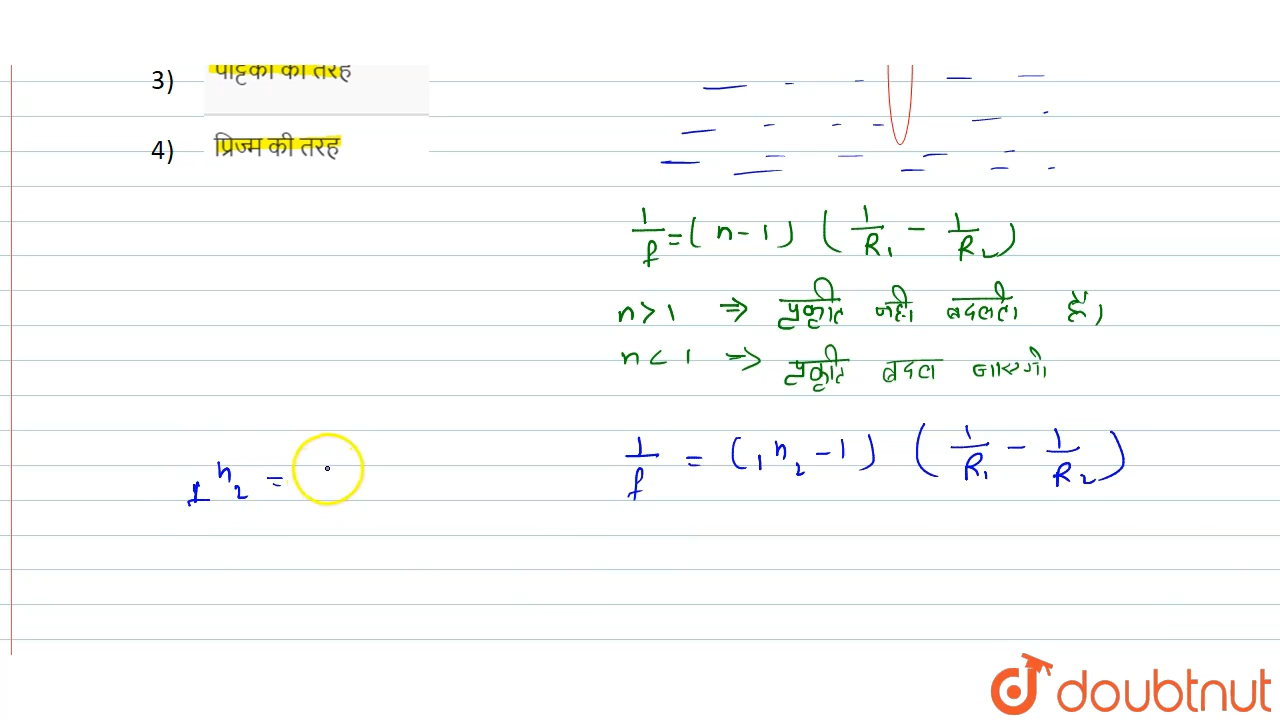 3) पट्टिका की तरह
4) प्रिज्म की तरह
1/f = (n - 1) (1/R₁ - 1/R₂)
n > 1 ⇒ प्रकृति नहीं बदलती है।
n < 1 → प्रकृति बदल जाएगी
1/f = (₁n₂ - 1) (1/R₁ - 1/R₂)
₁n₂ =
doubtnut